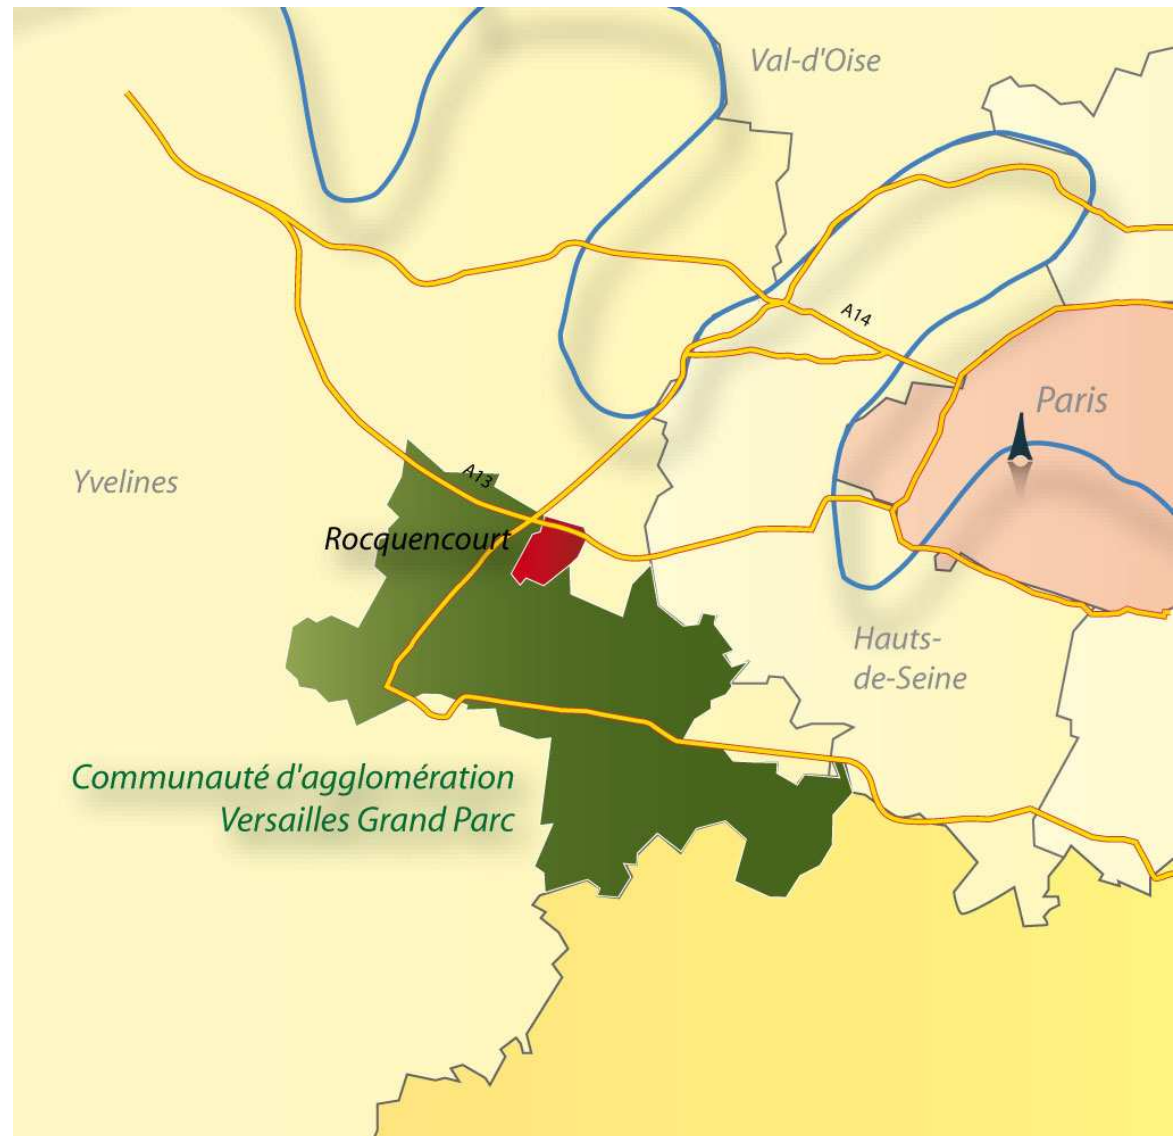 Val-d'Oise
A14
Paris
Yvelines
A13
Rocquencourt
Hauts-
de-Seine
Communauté d'agglomération
Versailles Grand Parc